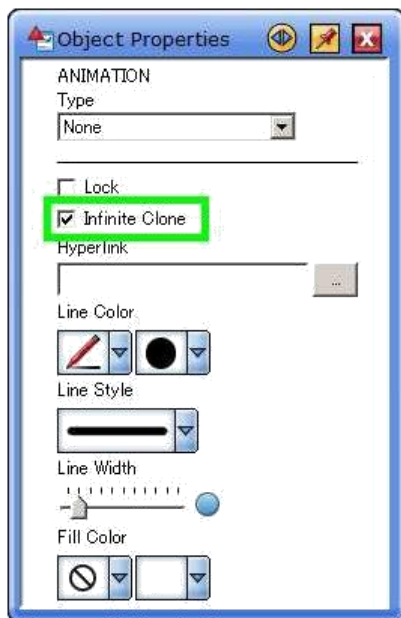 Object Properties
ANIMATION
Type
None
Lock
Infinite Clone
Hyperlink
...
Line Color
Line Style
Line Width
Fill Color